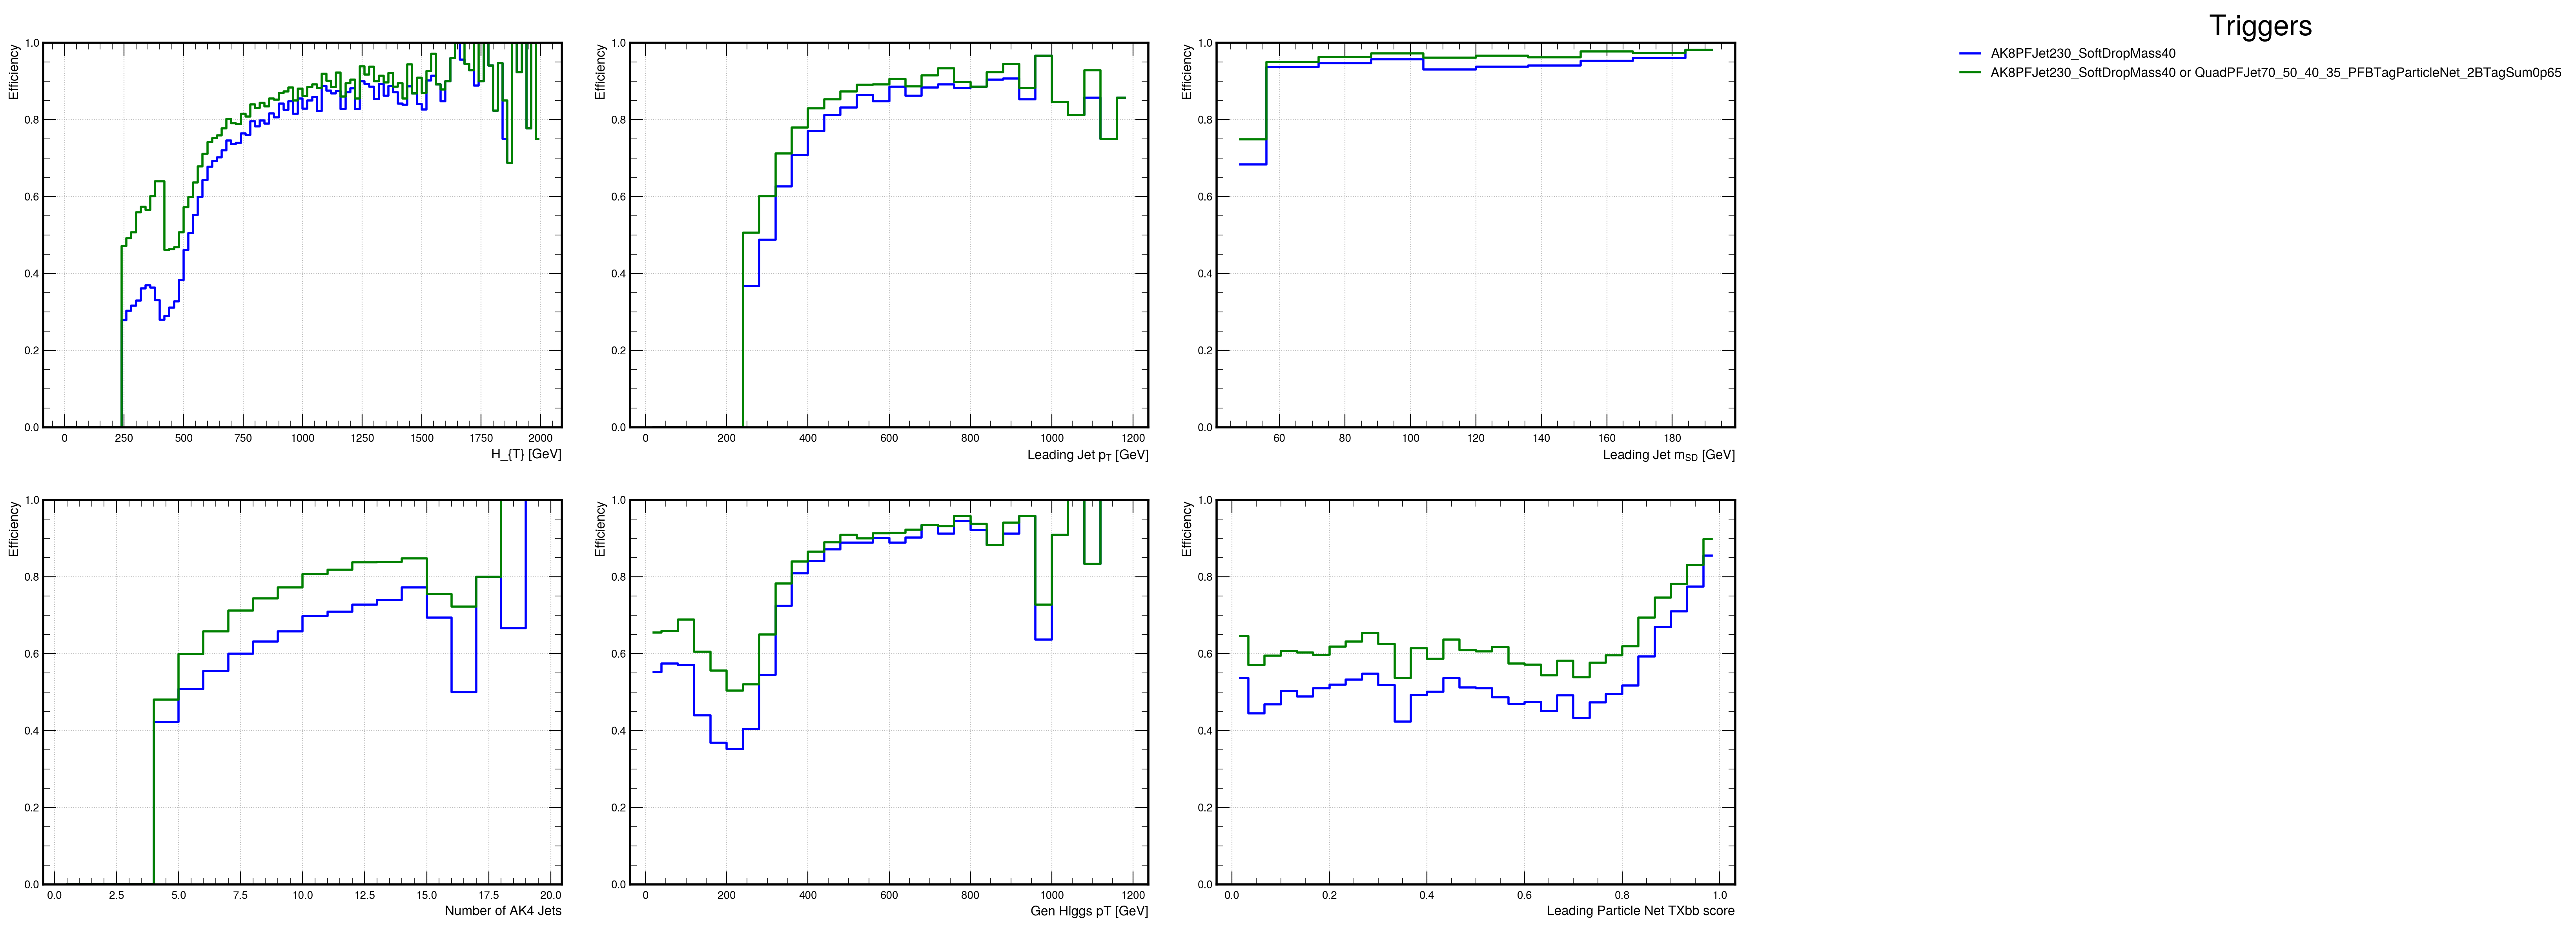 Triggers
AK8PFJet230_SoftDropMass40
AK8PFJet230_SoftDropMass40 or QuadPFJet70_50_40_35_PFBTagParticleNet_2BTagSum0p65
Efficiency
1.0
0.8
0.6
0.4
0.2
0.0
0 250 500 750 1000 1250 1500 1750 2000
H_{T} [GeV]
Efficiency
1.0
0.8
0.6
0.4
0.2
0.0
0 200 400 600 800 1000 1200
Leading Jet pT [GeV]
Efficiency
1.0
0.8
0.6
0.4
0.2
0.0
60 80 100 120 140 160 180
Leading Jet mSD [GeV]
Efficiency
1.0
0.8
0.6
0.4
0.2
0.0
0.0 2.5 5.0 7.5 10.0 12.5 15.0 17.5 20.0
Number of AK4 Jets
Efficiency
1.0
0.8
0.6
0.4
0.2
0.0
0 200 400 600 800 1000 1200
Gen Higgs pT [GeV]
Efficiency
1.0
0.8
0.6
0.4
0.2
0.0
0.0 0.2 0.4 0.6 0.8 1.0
Leading Particle Net TXbb score